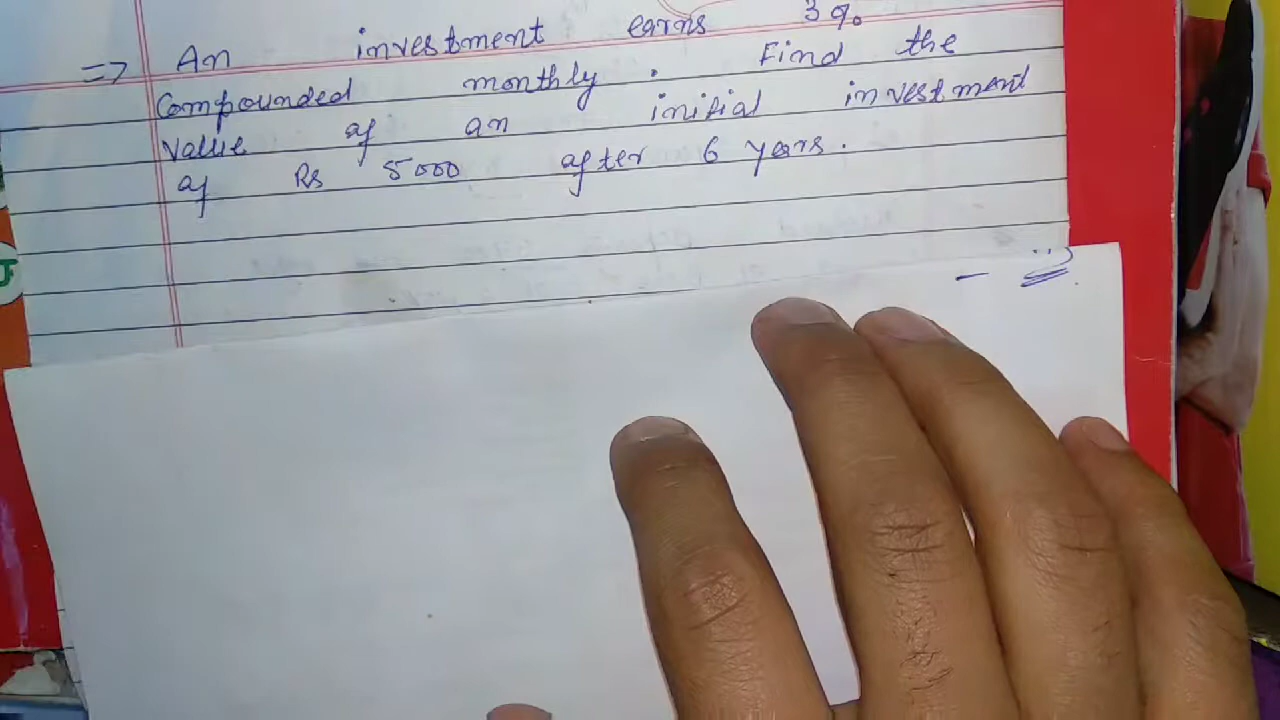 => An investment earns 3%
Compounded monthly. Find the
value of an initial investment
of Rs 5000 after 6 years.